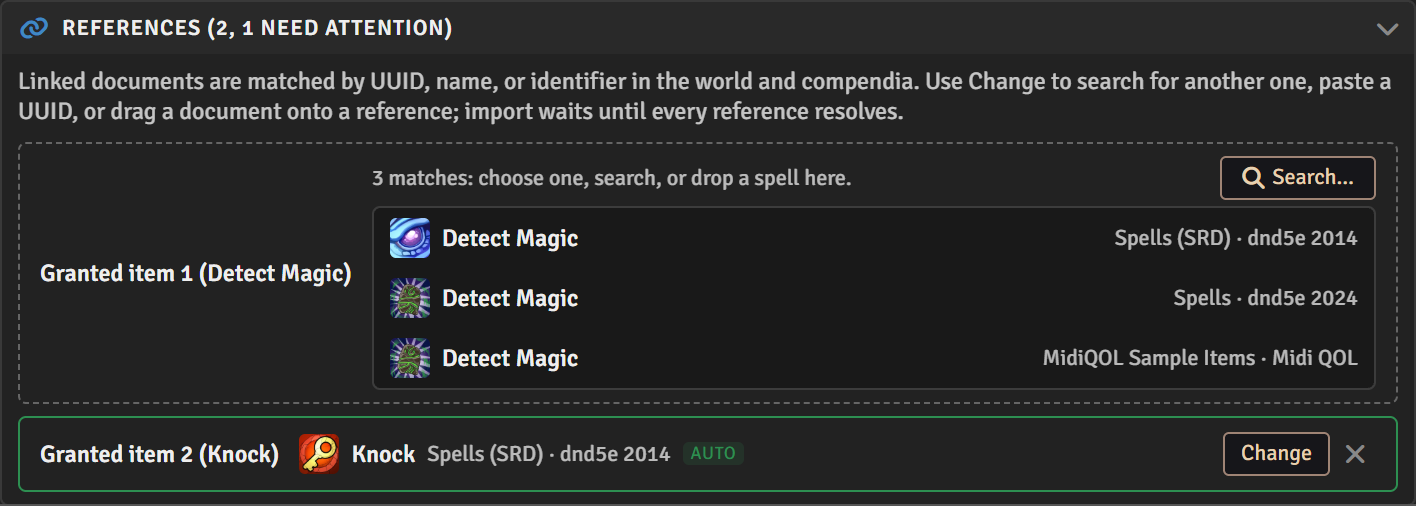 REFERENCES (2, 1 NEED ATTENTION)
Linked documents are matched by UUID, name, or identifier in the world and compendia. Use Change to search for another one, paste a
UUID, or drag a document onto a reference; import waits until every reference resolves.
3 matches: choose one, search, or drop a spell here.
Search...
Granted item 1 (Detect Magic)
Detect Magic
Spells (SRD) · dnd5e 2014
Detect Magic
Spells · dnd5e 2024
Detect Magic
MidiQOL Sample Items · Midi QOL
Granted item 2 (Knock)
Knock
Spells (SRD) · dnd5e 2014
AUTO
Change